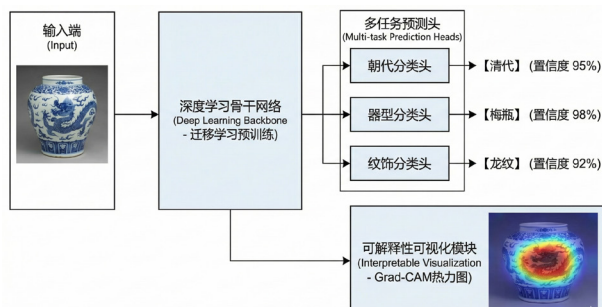 输入端
(Input)
深度学习骨干网络
(Deep Learning Backbone
- 迁移学习预训练)
多任务预测头
(Multi-task Prediction Heads)
朝代分类头
【清代】 (置信度 95%)
器型分类头
【梅瓶】 (置信度 98%)
纹饰分类头
【龙纹】 (置信度 92%)
可解释性可视化模块
(Interpretable Visualization
- Grad-CAM热力图)